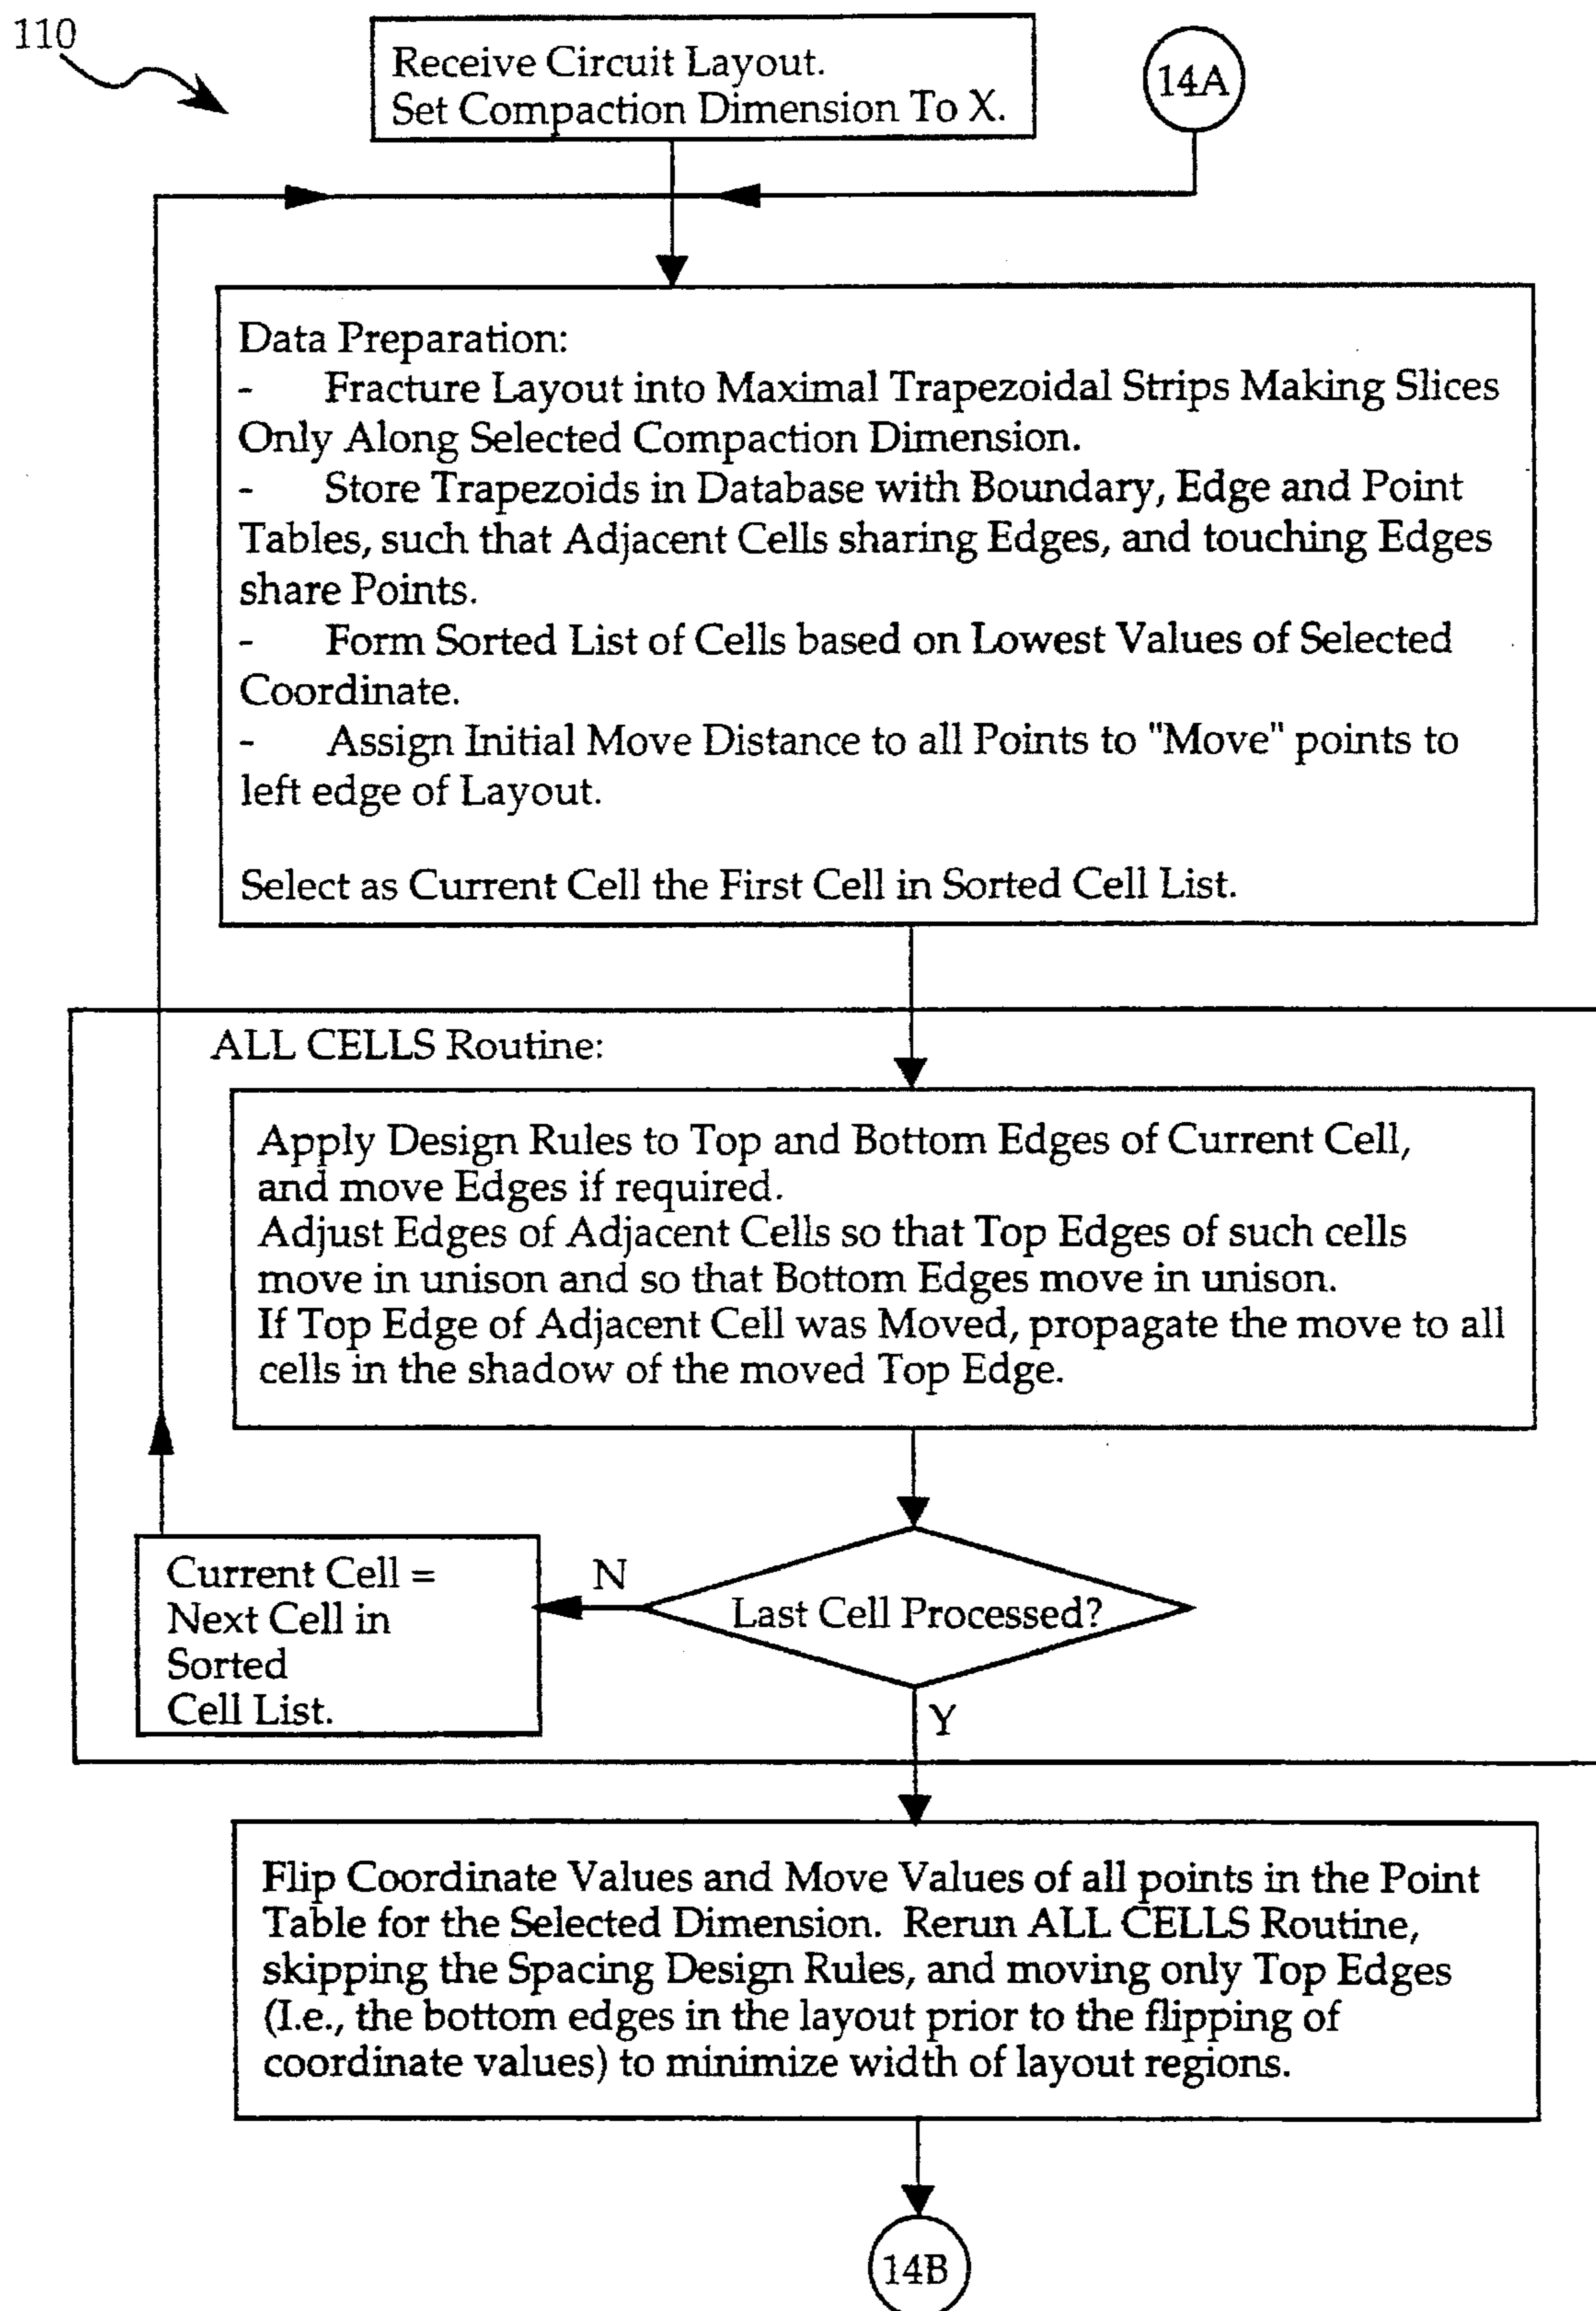 110
Receive Circuit Layout.
Set Compaction Dimension To X.
14A
Data Preparation:
- Fracture Layout into Maximal Trapezoidal Strips Making Slices
Only Along Selected Compaction Dimension.
- Store Trapezoids in Database with Boundary, Edge and Point
Tables, such that Adjacent Cells sharing Edges, and touching Edges
share Points.
- Form Sorted List of Cells based on Lowest Values of Selected
Coordinate.
- Assign Initial Move Distance to all Points to "Move" points to
left edge of Layout.
Select as Current Cell the First Cell in Sorted Cell List.
ALL CELLS Routine:
Apply Design Rules to Top and Bottom Edges of Current Cell,
and move Edges if required.
Adjust Edges of Adjacent Cells so that Top Edges of such cells
move in unison and so that Bottom Edges move in unison.
If Top Edge of Adjacent Cell was Moved, propagate the move to all
cells in the shadow of the moved Top Edge.
Last Cell Processed?
N
Current Cell =
Next Cell in
Sorted
Cell List.
Y
Flip Coordinate Values and Move Values of all points in the Point
Table for the Selected Dimension. Rerun ALL CELLS Routine,
skipping the Spacing Design Rules, and moving only Top Edges
(I.e., the bottom edges in the layout prior to the flipping of
coordinate values) to minimize width of layout regions.
14B